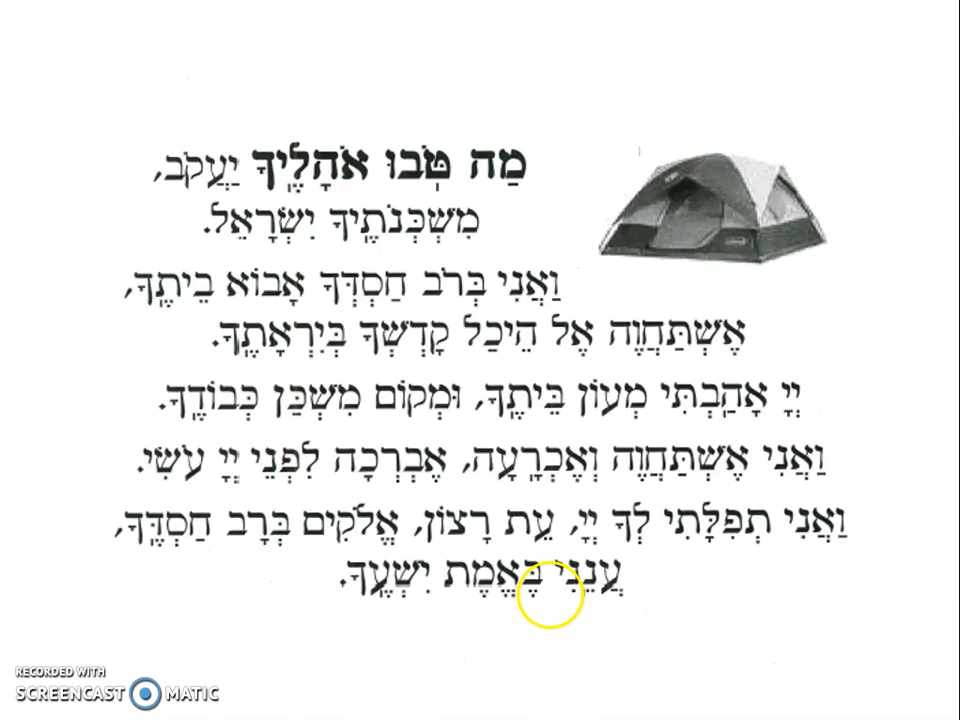 מַה טֹּבוּ אֹהָלֶֽיךָ יַעֲקֹב,
מִשְׁכְּנֹתֶֽיךָ יִשְׂרָאֵל.
וַאֲנִי בְּרֹב חַסְדְּךָ אָבוֹא בֵיתֶֽךָ,
אֶשְׁתַּחֲוֶה אֶל הֵיכַל קָדְשְׁךָ בְּיִרְאָתֶֽךָ.
יְיָ אָהַֽבְתִּי מְעוֹן בֵּיתֶֽךָ, וּמְקוֹם מִשְׁכַּן כְּבוֹדֶֽךָ.
וַאֲנִי אֶשְׁתַּחֲוֶה וְאֶכְרָֽעָה, אֶבְרְכָה לִפְנֵי יְיָ עֹשִׂי.
וַאֲנִי תְפִלָּתִי לְךָ יְיָ, עֵת רָצוֹן, אֱלֹקִים בְּרָב חַסְדֶּֽךָ,
עֲנֵנִי בֶּאֱמֶת יִשְׁעֶֽךָ.
RECORDED WITH
SCREENCAST MATIC